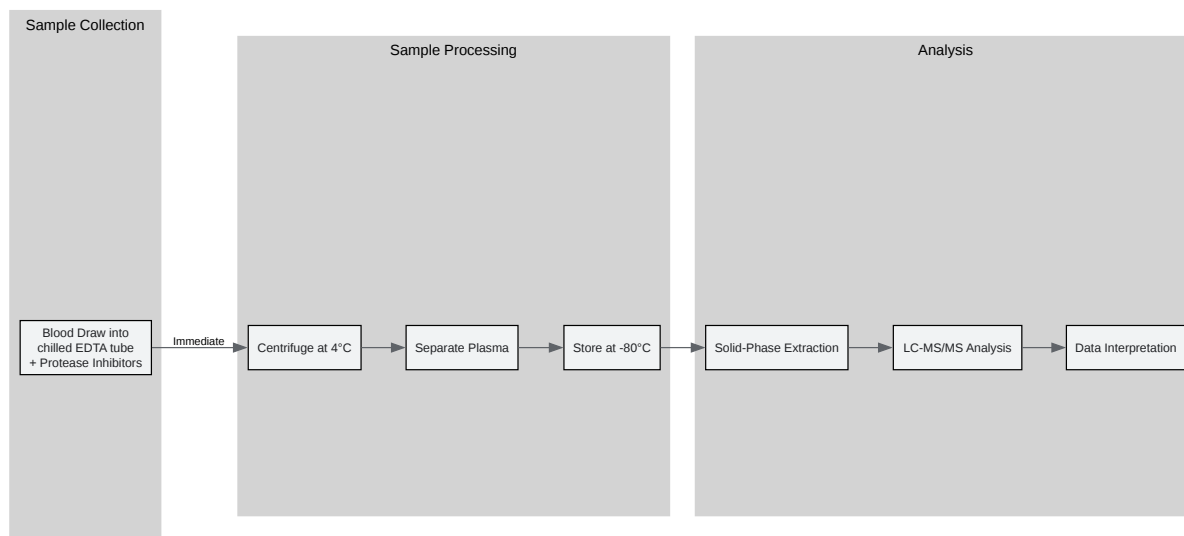 Sample Collection
Sample Processing
Analysis
Blood Draw into
chilled EDTA tube
+ Protease Inhibitors
Immediate
Centrifuge at 4°C
Separate Plasma
Store at -80°C
Solid-Phase Extraction
LC-MS/MS Analysis
Data Interpretation